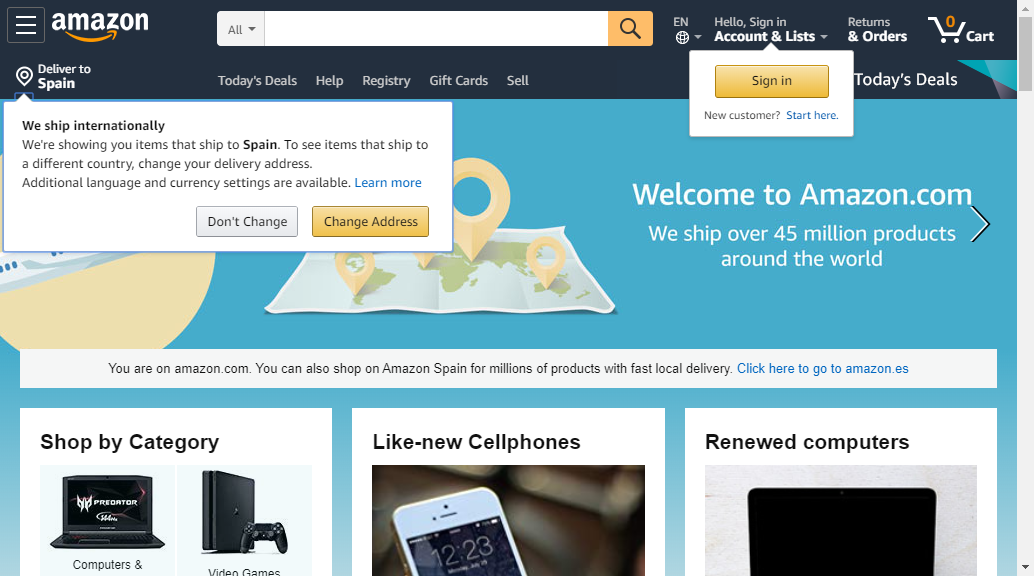 amazon
All
EN
Hello, Sign in
Account & Lists
Returns
& Orders
0
Cart
Deliver to
Spain
Today's Deals
Help
Registry
Gift Cards
Sell
Today's Deals
Sign in
New customer? Start here.
We ship internationally
We're showing you items that ship to Spain. To see items that ship to
a different country, change your delivery address.
Additional language and currency settings are available. Learn more
Don't Change
Change Address
Welcome to Amazon.com
We ship over 45 million products
around the world
You are on amazon.com. You can also shop on Amazon Spain for millions of products with fast local delivery. Click here to go to amazon.es
Shop by Category
Like-new Cellphones
Renewed computers
PREDATOR
12:23
Computers &
Video Games